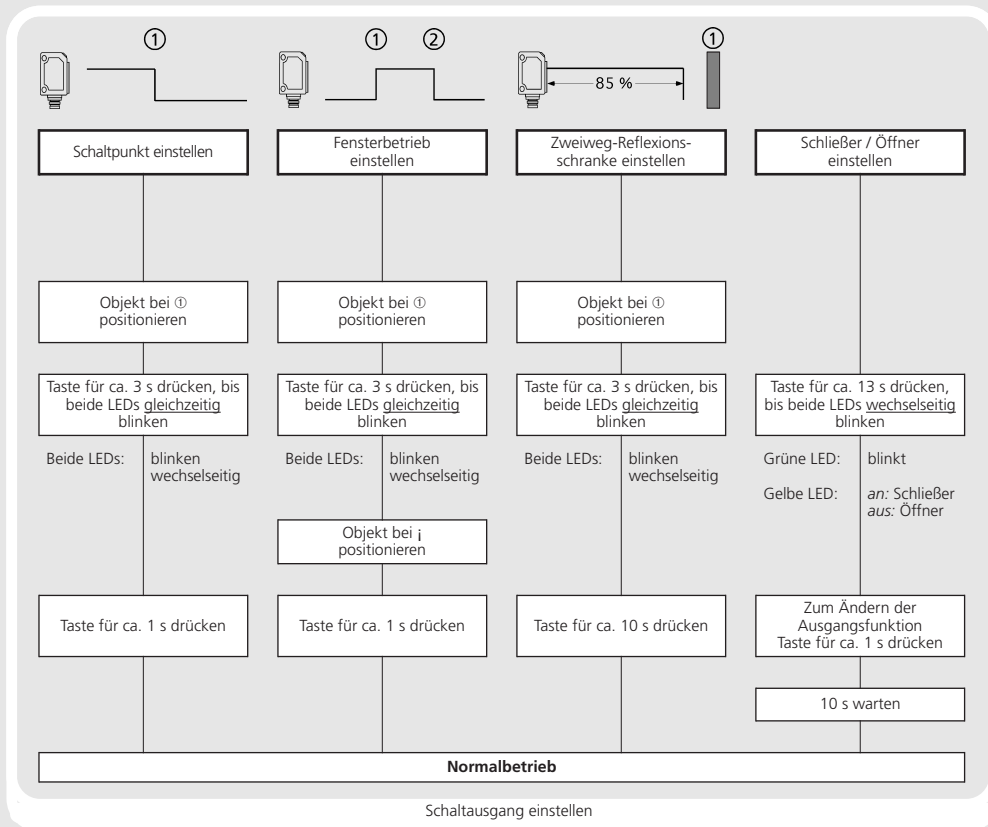 ①
① ②
①
85 %
Schaltpunkt einstellen
Fensterbetrieb
einstellen
Zweiweg-Reflexions-
schranke einstellen
Schließer / Öffner
einstellen
Objekt bei ①
positionieren
Objekt bei ①
positionieren
Objekt bei ①
positionieren
Taste für ca. 3 s drücken, bis
beide LEDs gleichzeitig
blinken
Taste für ca. 3 s drücken, bis
beide LEDs gleichzeitig
blinken
Taste für ca. 3 s drücken, bis
beide LEDs gleichzeitig
blinken
Taste für ca. 13 s drücken,
bis beide LEDs wechselseitig
blinken
Beide LEDs: blinken
wechselseitig
Beide LEDs: blinken
wechselseitig
Beide LEDs: blinken
wechselseitig
Grüne LED: blinkt
Gelbe LED: an: Schließer
aus: Öffner
Objekt bei ¡
positionieren
Taste für ca. 1 s drücken
Taste für ca. 1 s drücken
Taste für ca. 10 s drücken
Zum Ändern der
Ausgangsfunktion
Taste für ca. 1 s drücken
10 s warten
Normalbetrieb
Schaltausgang einstellen